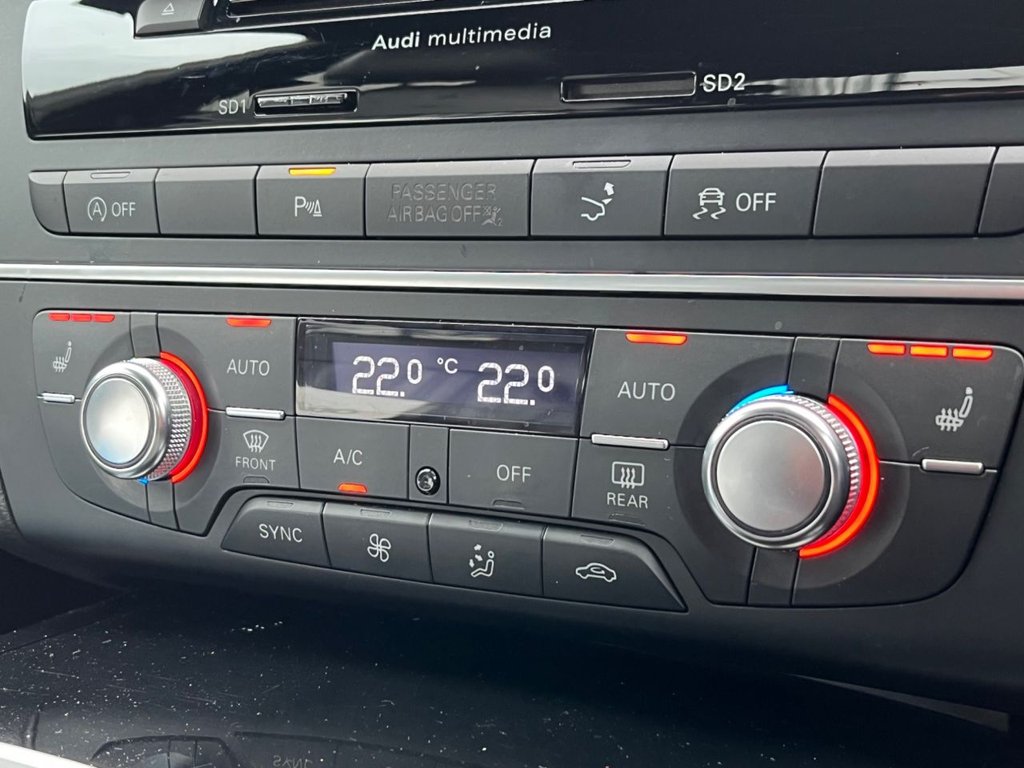 Audi multimedia
SD1
SD2
A OFF
P
PASSENGER
AIRBAG OFF 2
OFF
AUTO
22.0 °C 22.0
AUTO
FRONT
A/C
OFF
REAR
SYNC